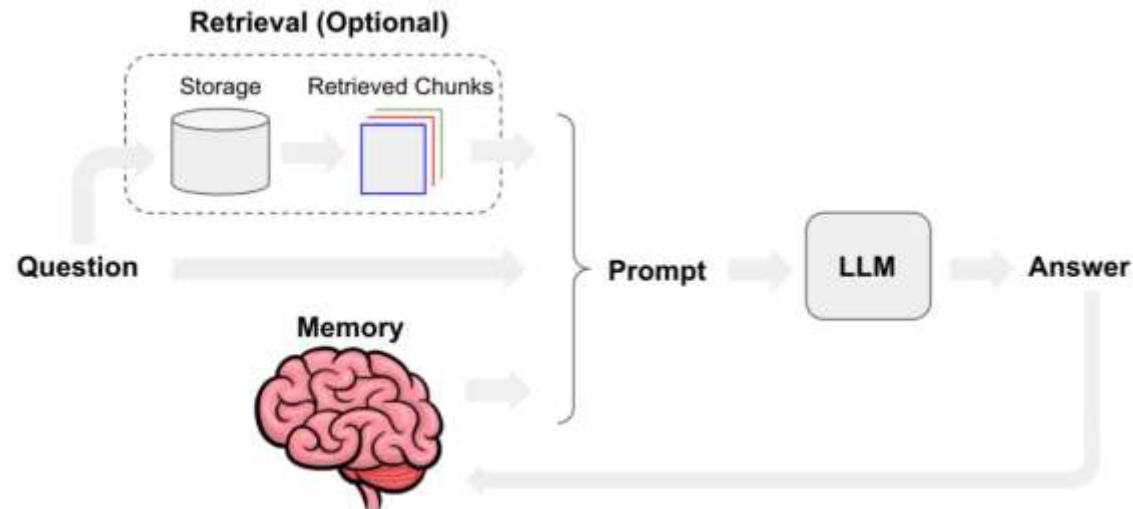 Retrieval (Optional)
Storage
Retrieved Chunks
Question
Prompt
LLM
Answer
Memory